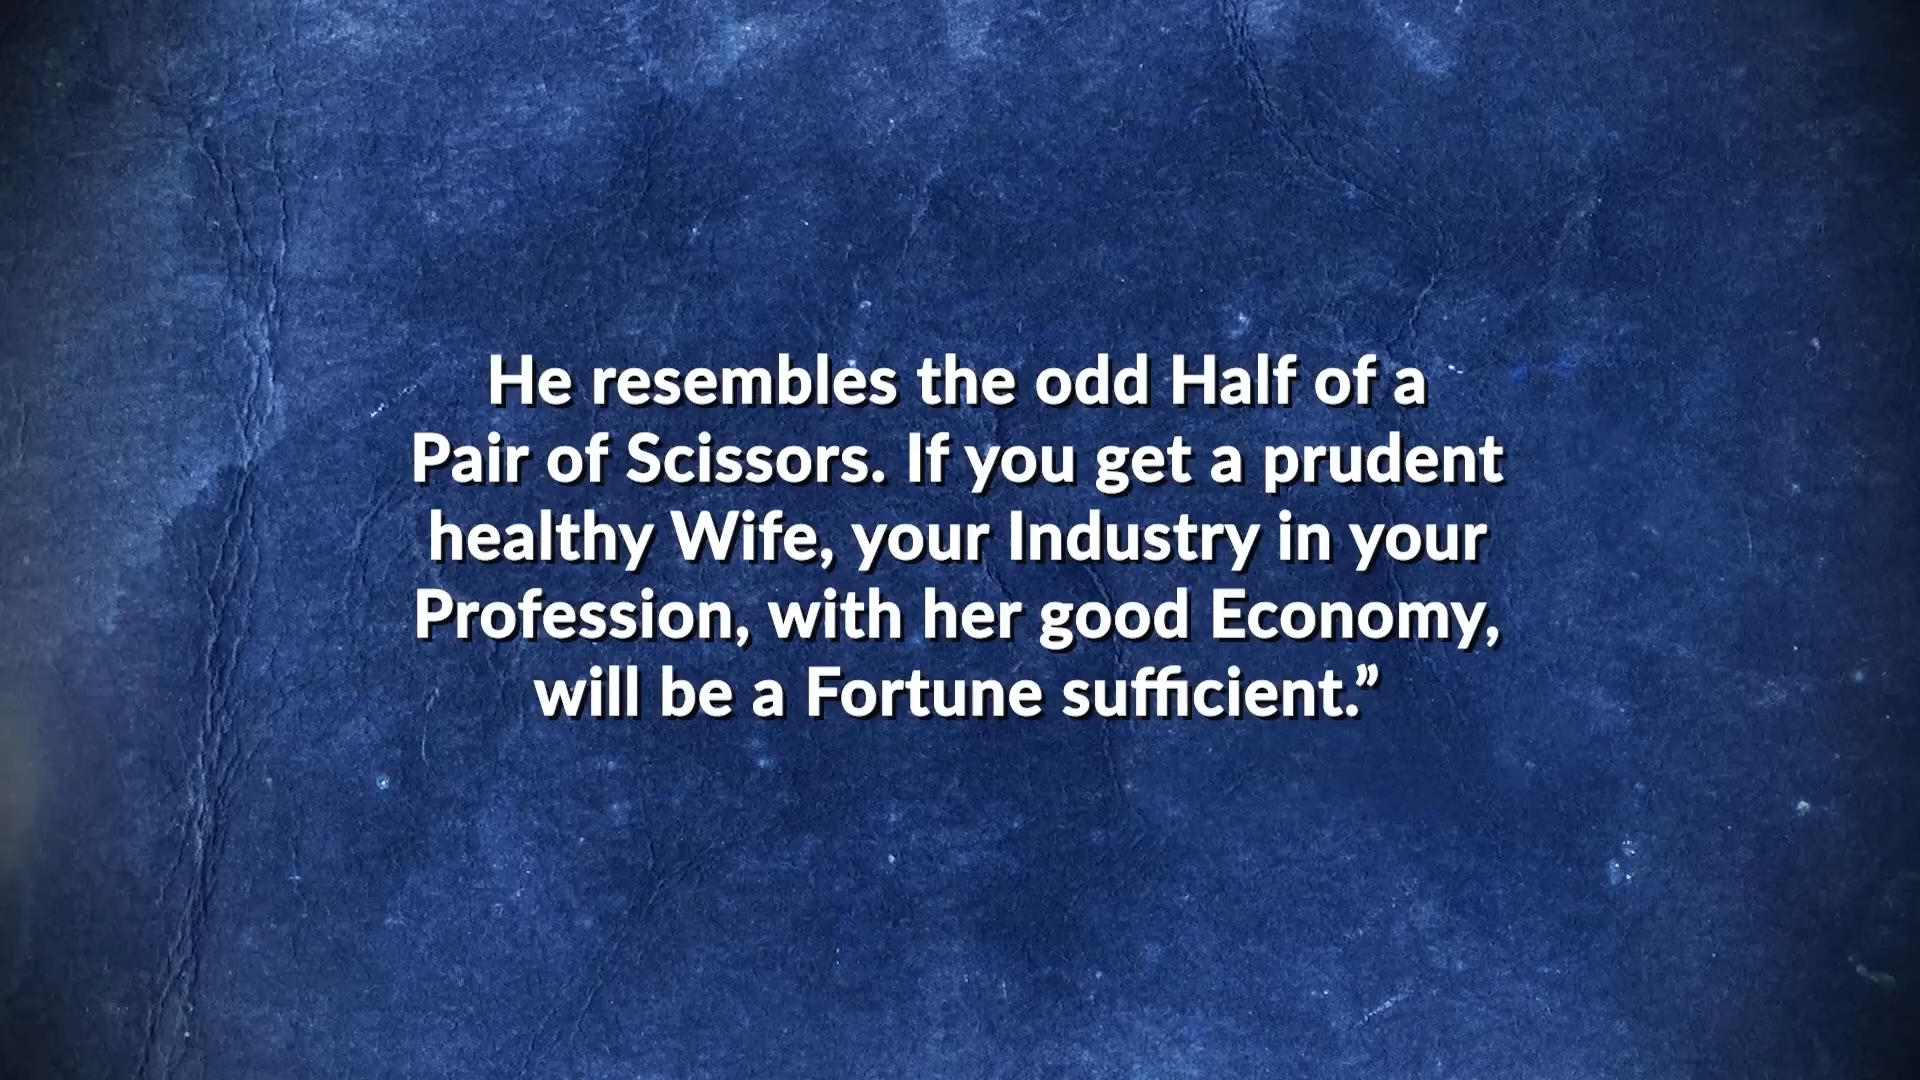 He resembles the odd Half of a
Pair of Scissors. If you get a prudent
healthy Wife, your Industry in your
Profession, with her good Economy,
will be a Fortune sufficient.”